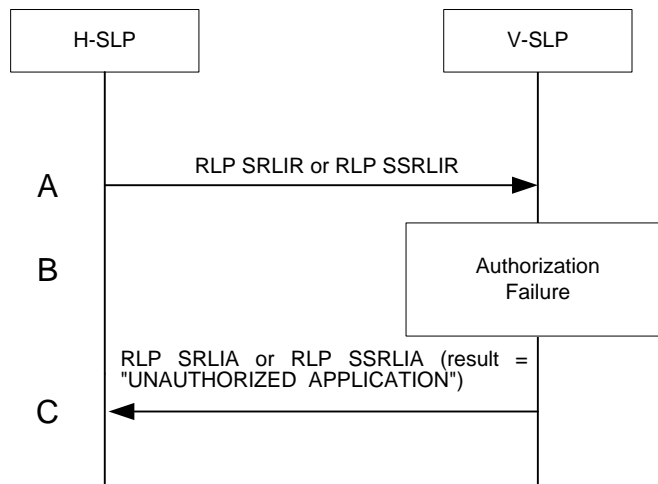 H-SLP
V-SLP
A
RLP SRLIR or RLP SSRLIR
B
Authorization
Failure
RLP SRLIA or RLP SSRLIA (result =
"UNAUTHORIZED APPLICATION")
C